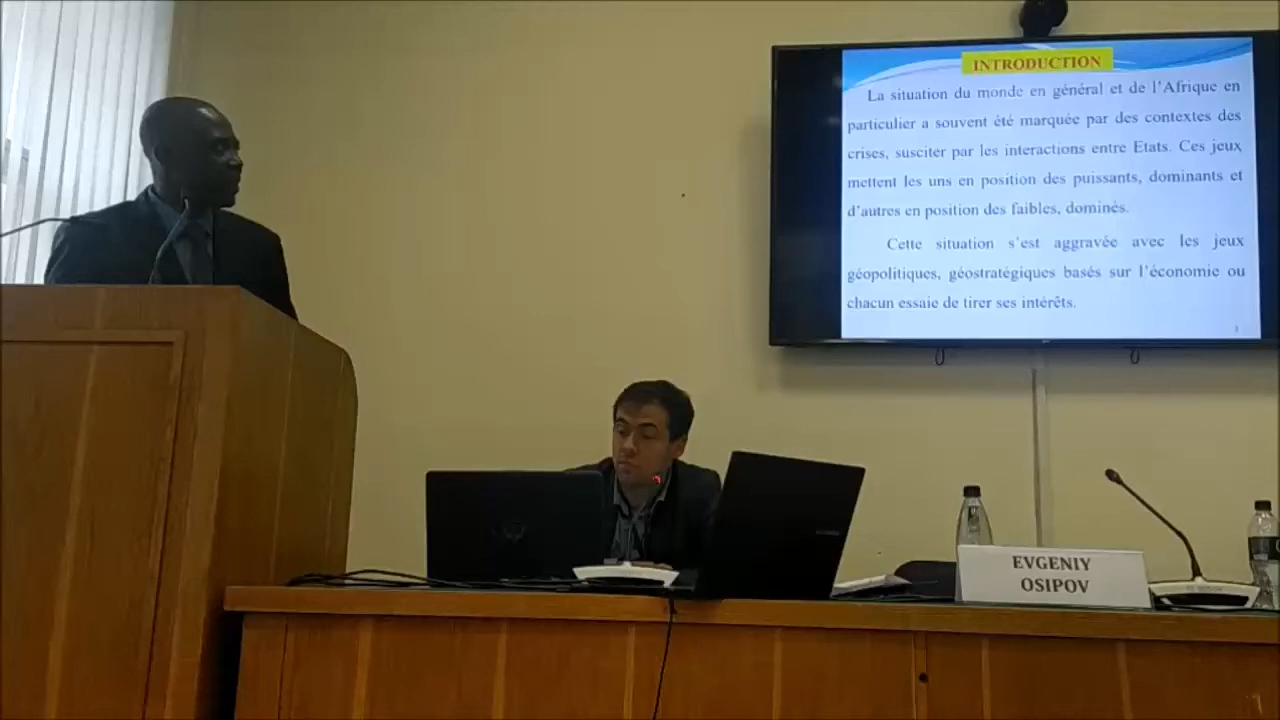 INTRODUCTION
La situation du monde en général et de l'Afrique en
particulier a souvent été marquée par des contextes des
crises, susciter par les interactions entre Etats. Ces jeux
mettent les uns en position des puissants, dominants et
d'autres en position des faibles, dominés.
Cette situation s'est aggravée avec les jeux
géopolitiques, géostratégiques basés sur l'économie ou
chacun essaie de tirer ses intérêts.
EVGENIY
OSIPOV